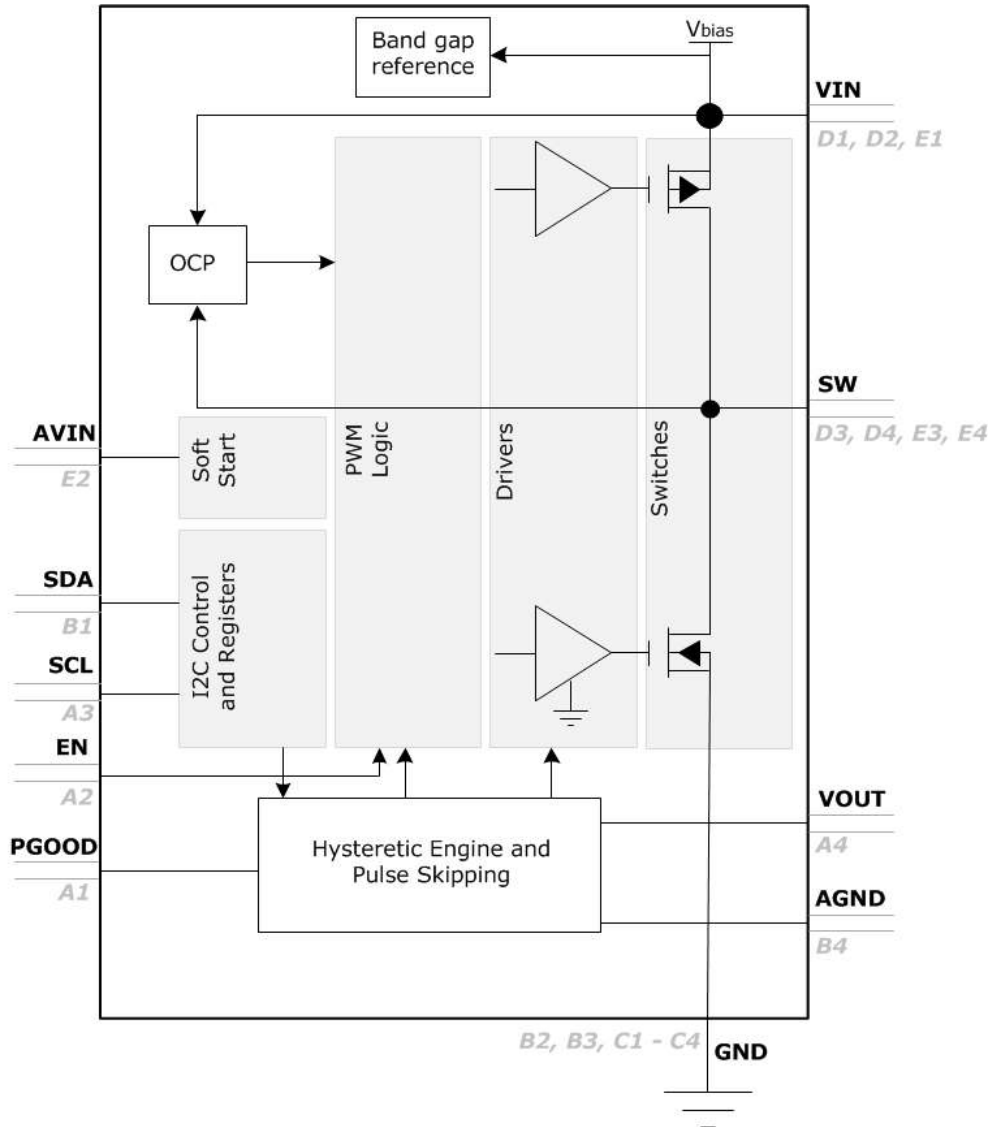 Vbias
Band gap
reference
VIN
D1, D2, E1
OCP
SW
D3, D4, E3, E4
AVIN
E2
Soft
Start
PWM
Logic
Drivers
Switches
SDA
B1
I2C Control
and Registers
SCL
A3
EN
A2
VOUT
A4
PGOOD
A1
Hysteretic Engine and
Pulse Skipping
AGND
B4
B2, B3, C1 - C4
GND